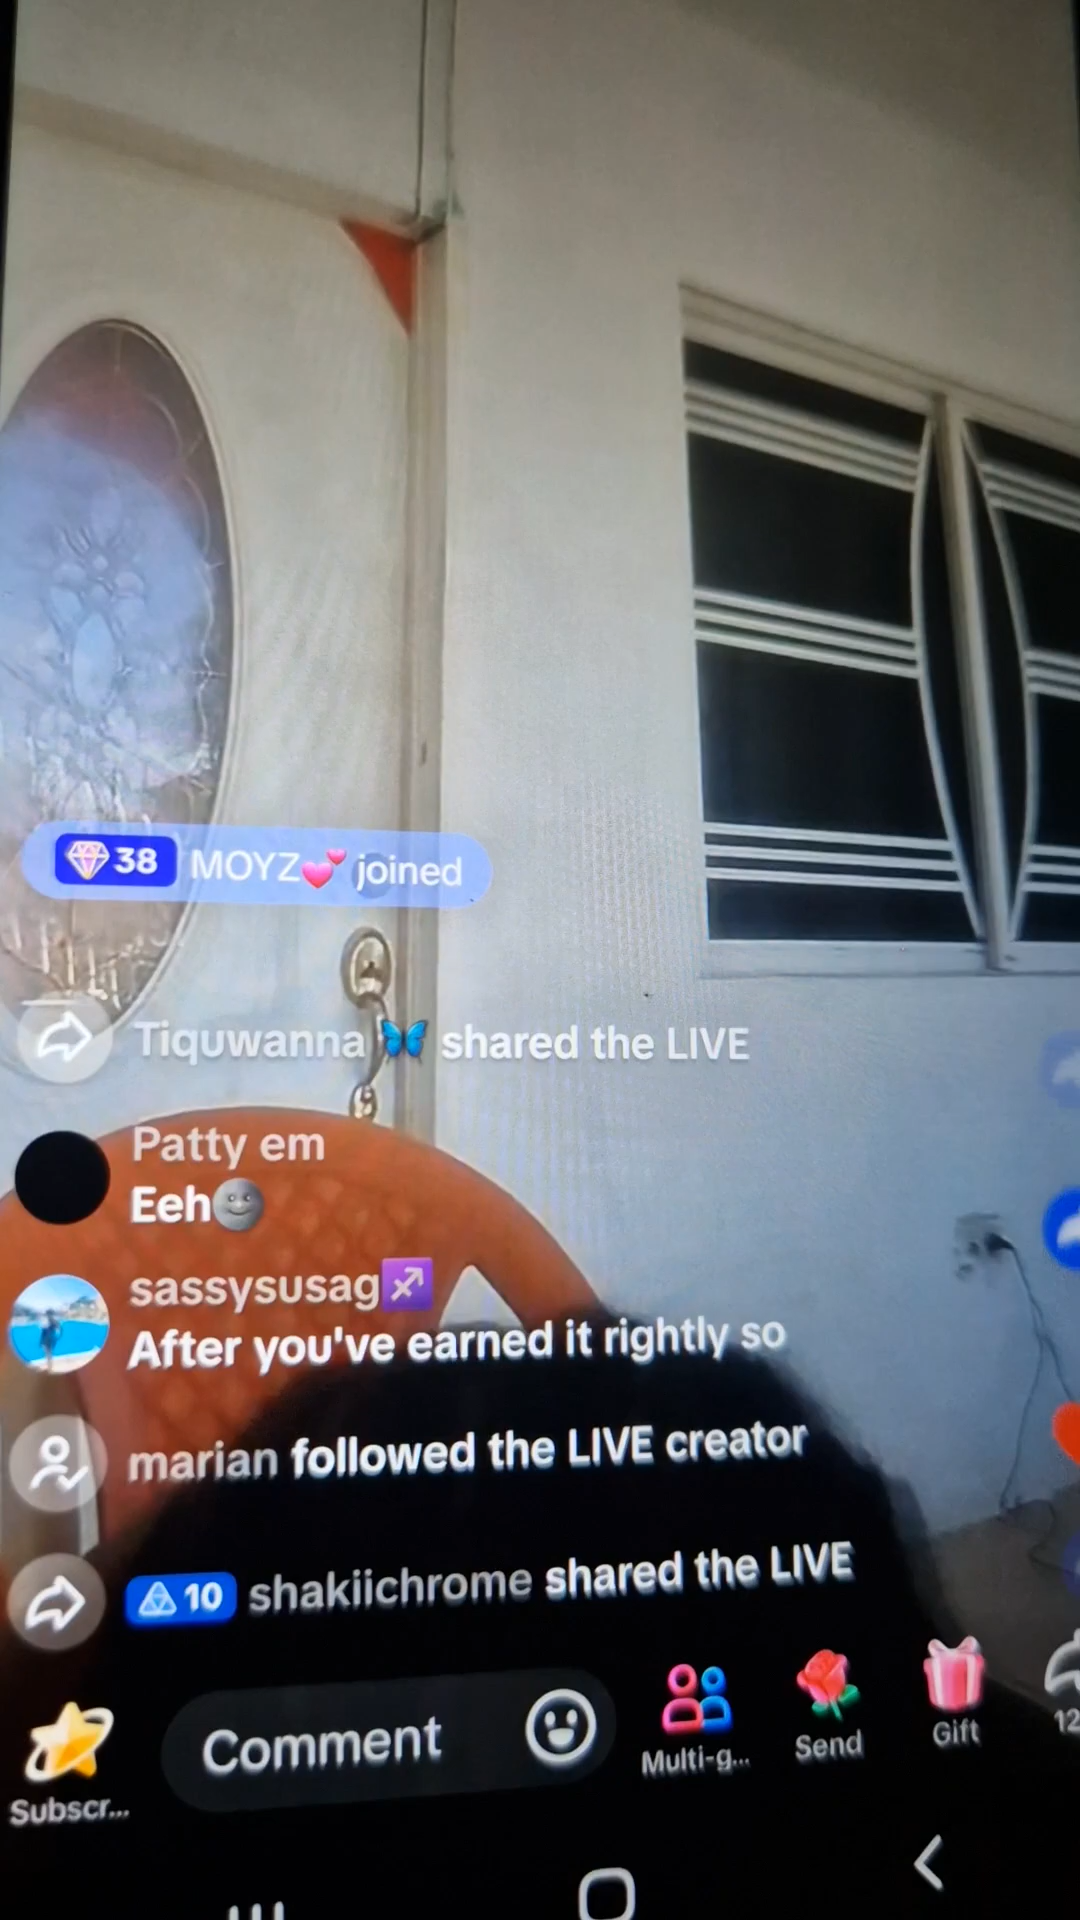 38 MOYZ💕 joined
Tiquwanna🦋 shared the LIVE
Patty em
Eeh🌚
sassysusag♐
After you've earned it rightly so
marian followed the LIVE creator
10 shakiichrome shared the LIVE
Subscr...
Comment
Multi-g...
Send
Gift